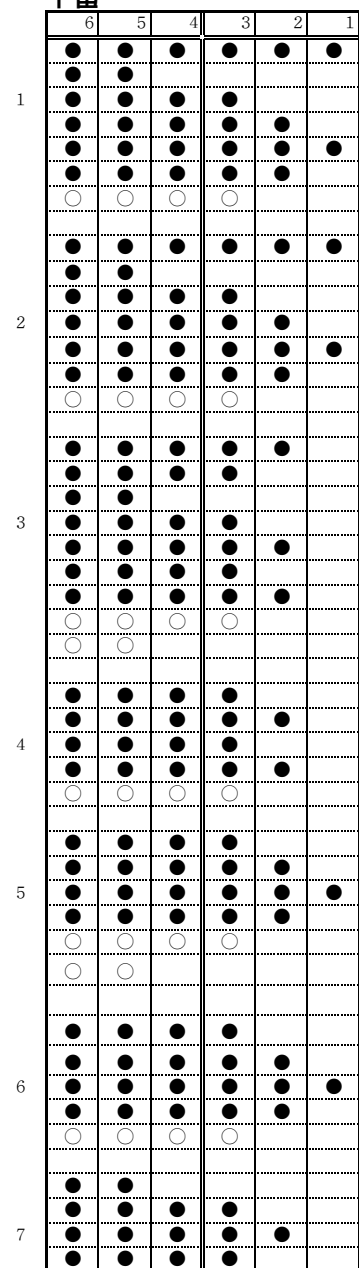 6 5 4 3 2 1
● ● ● ● ● ●
● ●
1 ● ● ● ●
● ● ● ● ●
● ● ● ● ● ●
● ● ● ● ●
○ ○ ○ ○
● ● ● ● ● ●
● ●
● ● ● ●
2 ● ● ● ● ●
● ● ● ● ● ●
● ● ● ● ●
○ ○ ○ ○
● ● ● ● ●
● ● ● ●
● ●
3 ● ● ● ●
● ● ● ● ●
● ● ● ●
● ● ● ● ●
○ ○ ○ ○
○ ○
● ● ● ●
● ● ● ● ●
4 ● ● ● ●
● ● ● ● ●
○ ○ ○ ○
● ● ● ●
● ● ● ● ●
5 ● ● ● ● ● ●
● ● ● ● ●
○ ○ ○ ○
○ ○
● ● ● ●
● ● ● ● ●
6 ● ● ● ● ● ●
● ● ● ● ●
○ ○ ○ ○
● ●
● ● ● ●
7 ● ● ● ● ●
● ● ● ●